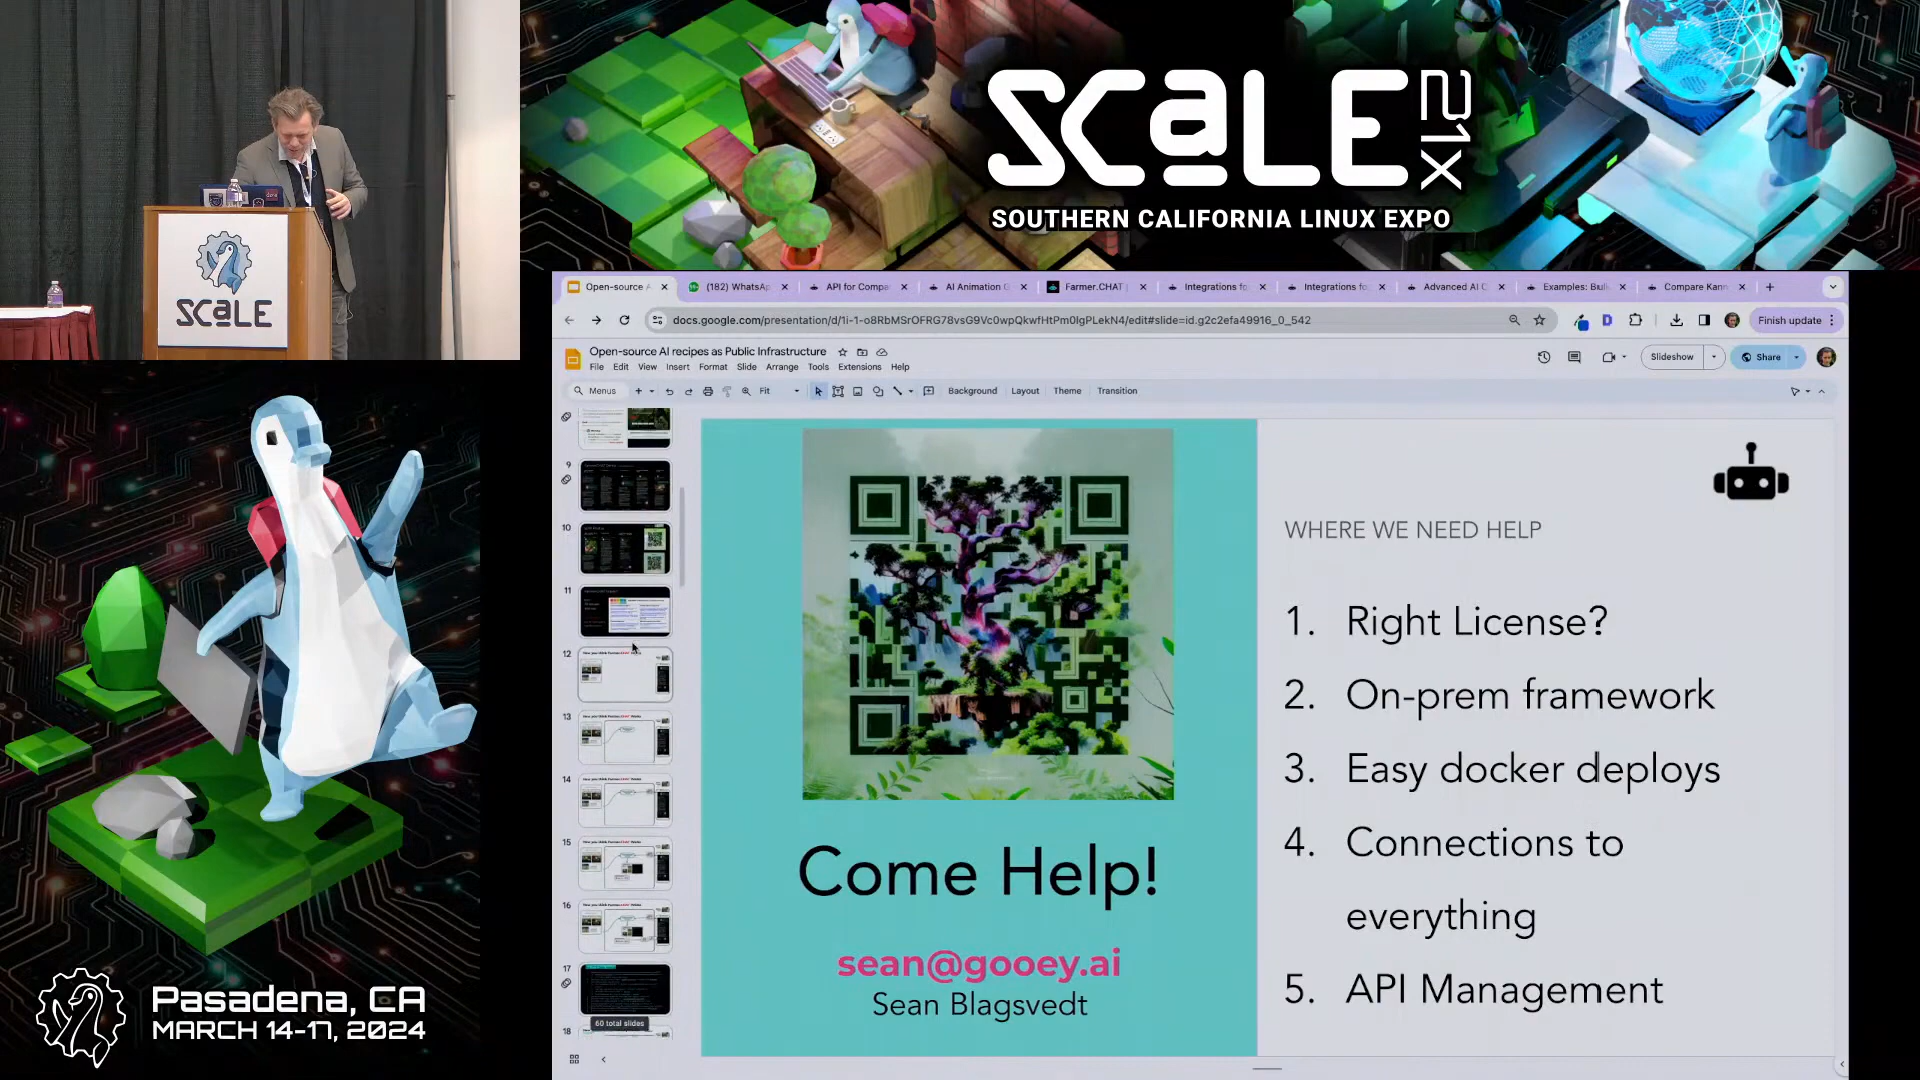 SCaLE
SCaLE 21X
SOUTHERN CALIFORNIA LINUX EXPO
Open-source A
(182) WhatsAp
API for Compa
AI Animation G
Farmer.CHAT
Integrations fo
Integrations fo
Advanced AI C
Examples: Bul
Compare Kann
docs.google.com/presentation/d/1i-1-o8RbMSrOFRG78vsG9Vc0wpQkwfHtPm0IgPLekN4/edit#slide=id.g2c2efa49916_0_542
Finish update
Open-source AI recipes as Public Infrastructure
File Edit View Insert Format Slide Arrange Tools Extensions Help
Slideshow
Share
Menus
Fit
Background Layout Theme Transition
9
10
11
12
13
14
15
16
17
18
60 total slides
Come Help!
sean@gooey.ai
Sean Blagsvedt
WHERE WE NEED HELP
1. Right License?
2. On-prem framework
3. Easy docker deploys
4. Connections to
everything
5. API Management
Pasadena, CA
MARCH 14-17, 2024